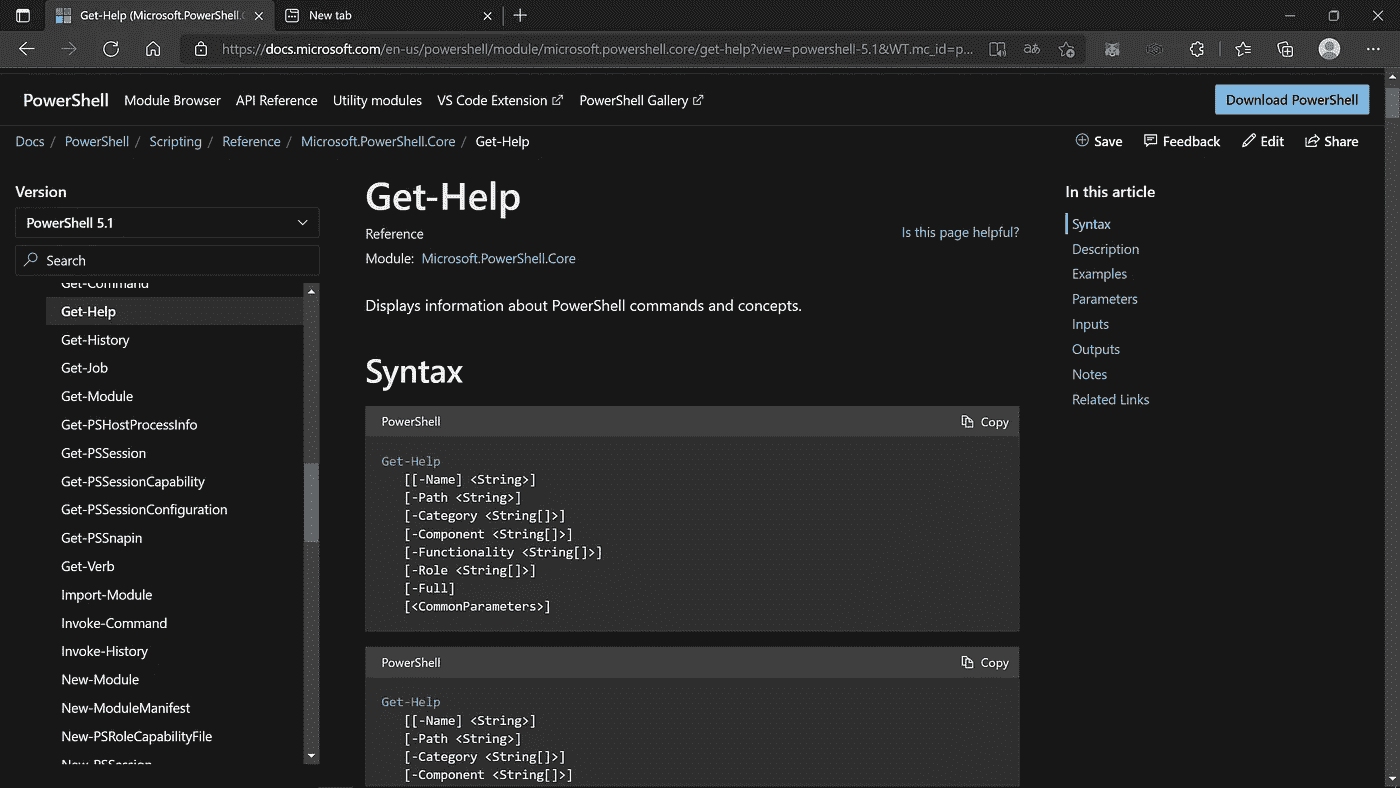 Get-Help (Microsoft.PowerShell.C
New tab
https://docs.microsoft.com/en-us/powershell/module/microsoft.powershell.core/get-help?view=powershell-5.1&WT.mc_id=p...
PowerShell Module Browser API Reference Utility modules VS Code Extension PowerShell Gallery Download PowerShell
Docs / PowerShell / Scripting / Reference / Microsoft.PowerShell.Core / Get-Help
Save Feedback Edit Share
Version
PowerShell 5.1
Search
Get-Command
Get-Help
Get-History
Get-Job
Get-Module
Get-PSHostProcessInfo
Get-PSSession
Get-PSSessionCapability
Get-PSSessionConfiguration
Get-PSSnapin
Get-Verb
Import-Module
Invoke-Command
Invoke-History
New-Module
New-ModuleManifest
New-PSRoleCapabilityFile
New-PSSession
Get-Help
Reference
Is this page helpful?
Module: Microsoft.PowerShell.Core
Displays information about PowerShell commands and concepts.
Syntax
PowerShell Copy
Get-Help
[[-Name] <String>]
[-Path <String>]
[-Category <String[]>]
[-Component <String[]>]
[-Functionality <String[]>]
[-Role <String[]>]
[-Full]
[<CommonParameters>]
PowerShell Copy
Get-Help
[[-Name] <String>]
[-Path <String>]
[-Category <String[]>]
[-Component <String[]>]
In this article
Syntax
Description
Examples
Parameters
Inputs
Outputs
Notes
Related Links